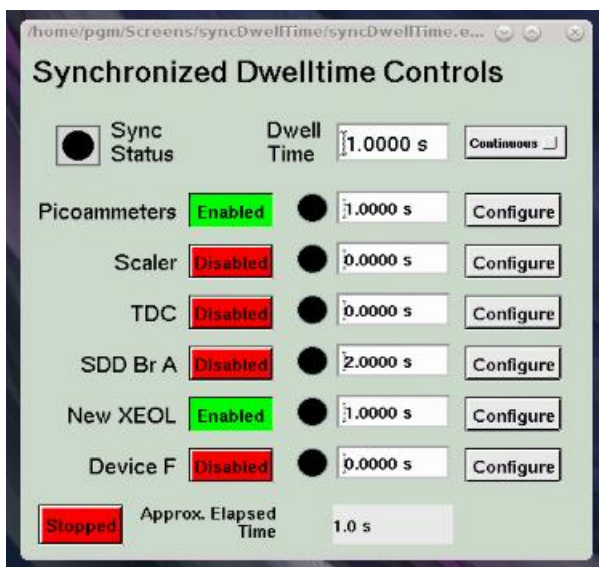 /home/pgm/Screens/syncDwellTime/syncDwellTime.e...
Synchronized Dwelltime Controls
Sync
Status
Dwell
Time
1.0000 s
Continuous
Picoammeters Enabled 1.0000 s Configure
Scaler Disabled 0.0000 s Configure
TDC Disabled 0.0000 s Configure
SDD Br A Disabled 2.0000 s Configure
New XEOL Enabled 1.0000 s Configure
Device F Disabled 0.0000 s Configure
Stopped
Approx. Elapsed
Time
1.0 s